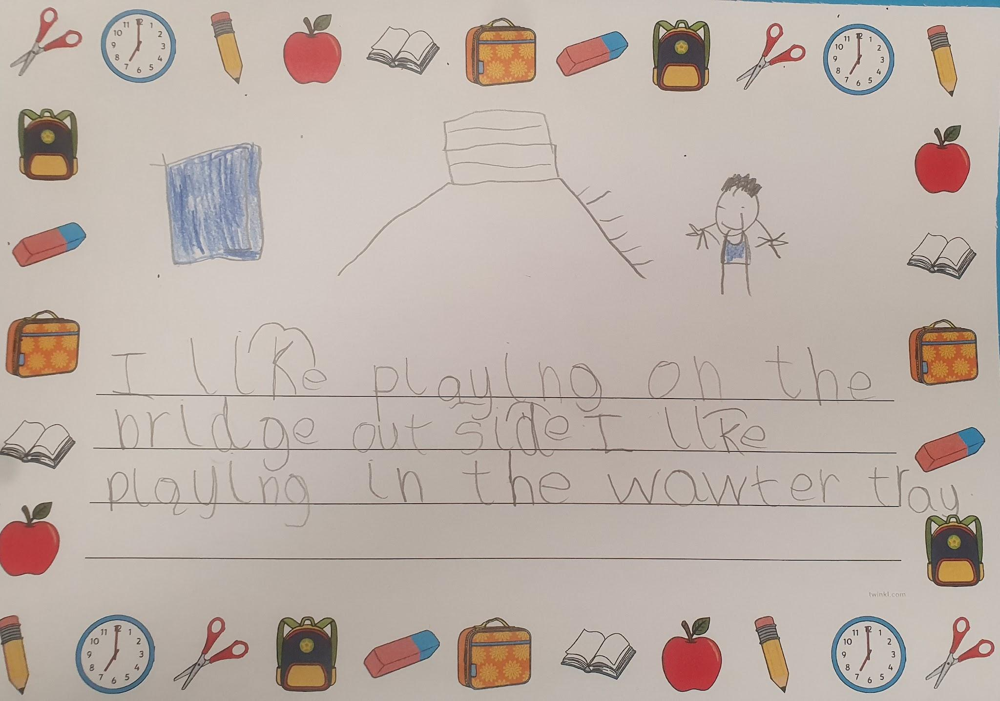 I like playing on the
bridge out side I like
playing in the wawter tray.
twinkl.com